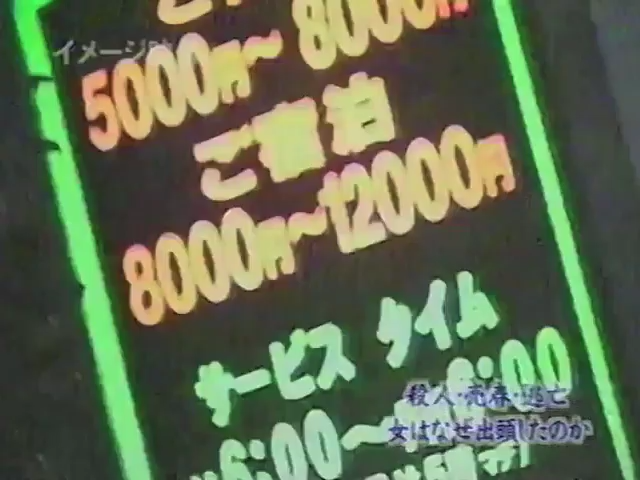 イメージ
5000円～8000円
ご宿泊
8000円～12000円
サービス タイム
6:00～
殺人・売春・逃亡
女はなぜ出頭したのか